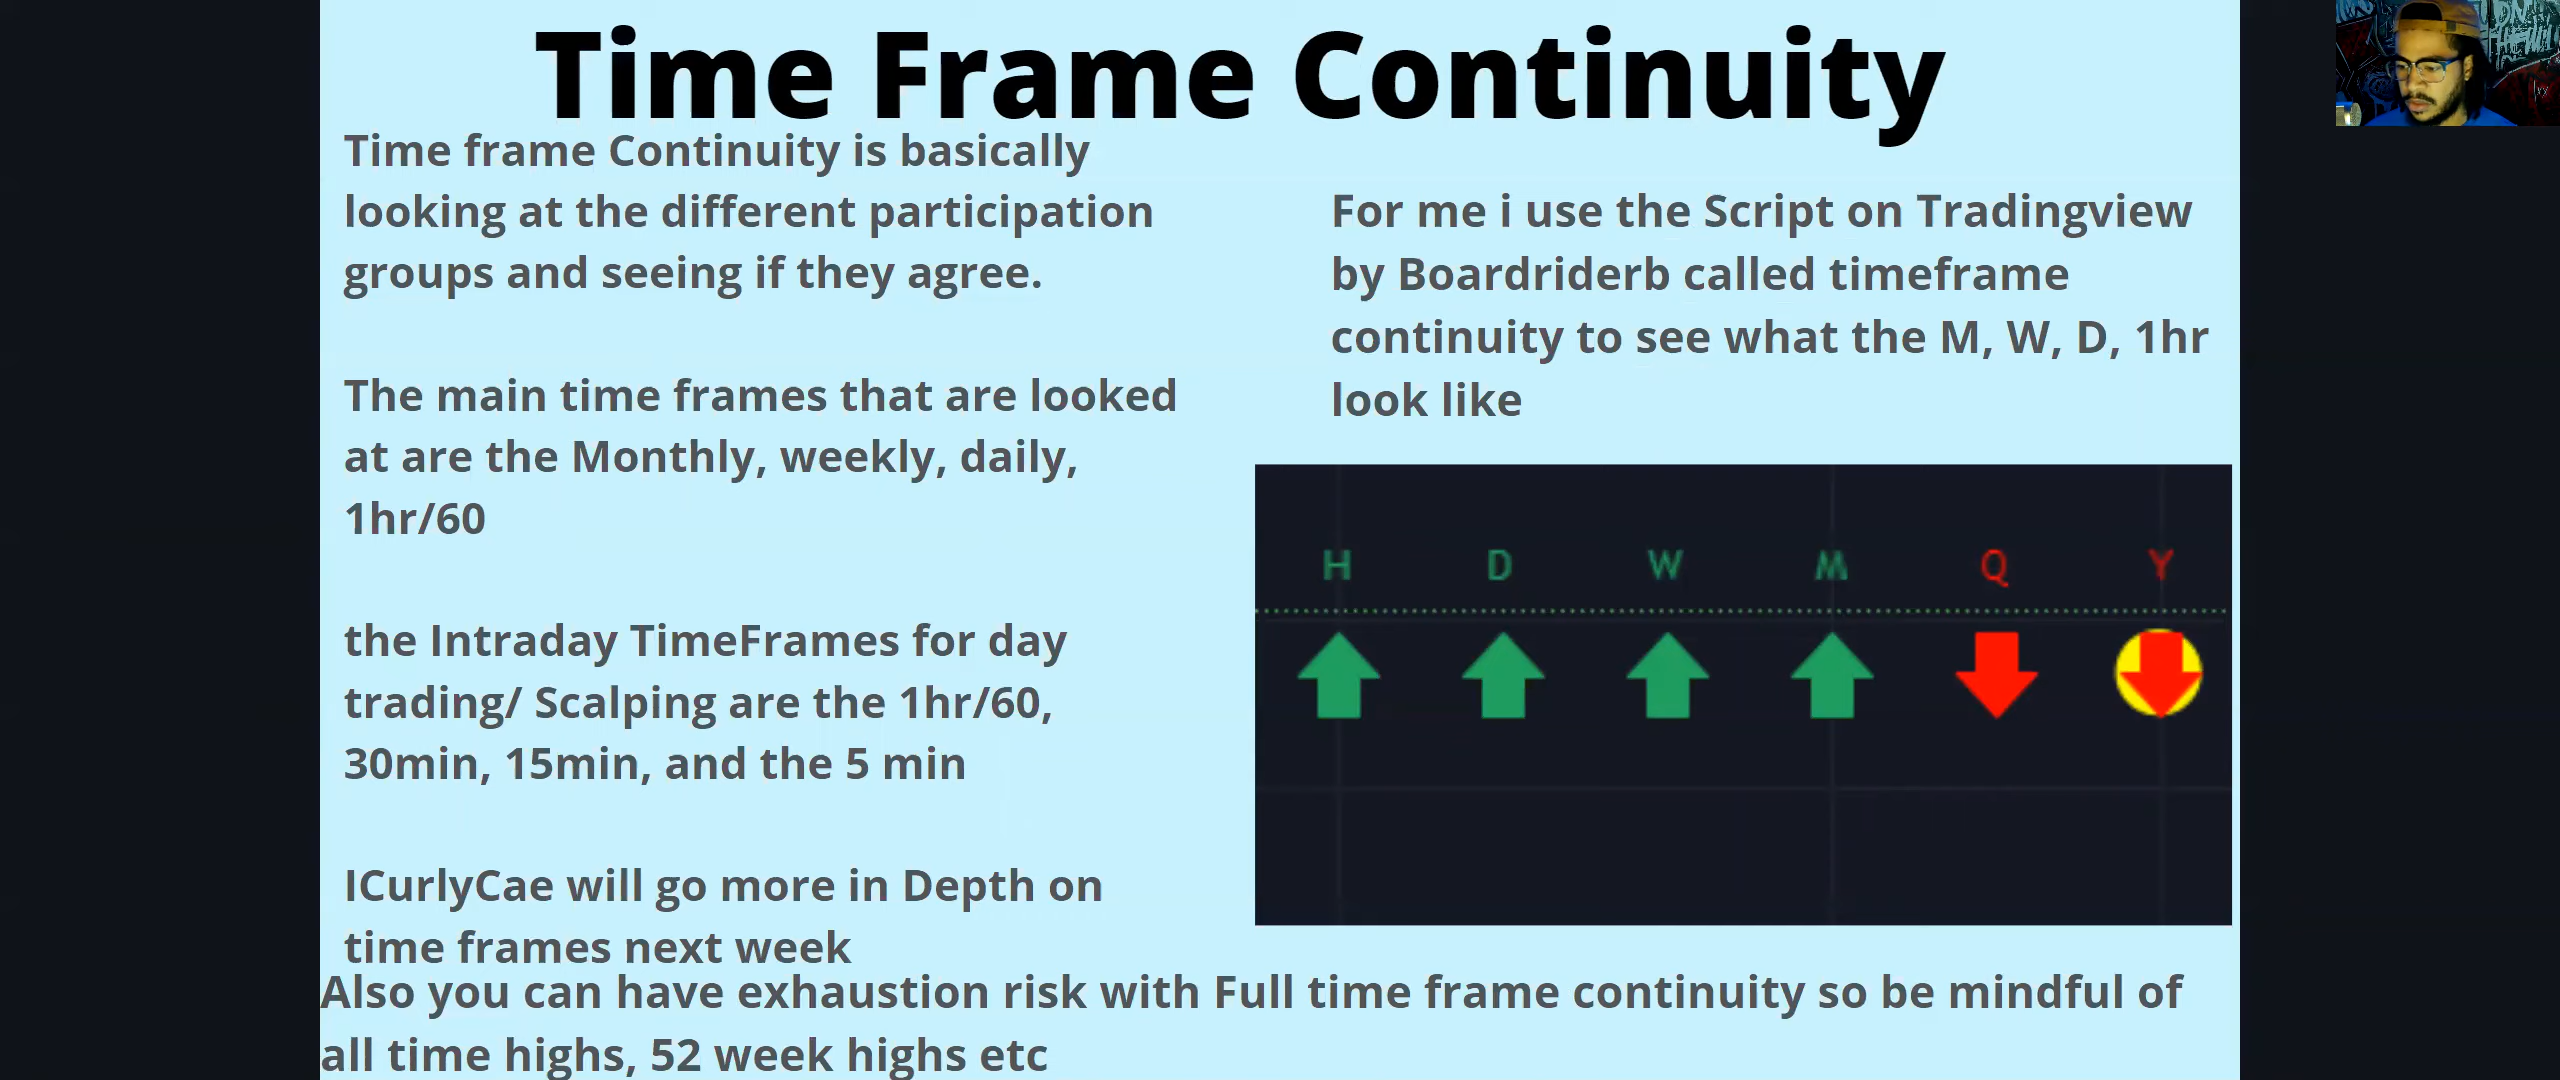 Time Frame Continuity
Time frame Continuity is basically
looking at the different participation
groups and seeing if they agree.
The main time frames that are looked
at are the Monthly, weekly, daily,
1hr/60
the Intraday TimeFrames for day
trading/ Scalping are the 1hr/60,
30min, 15min, and the 5 min
ICurlyCae will go more in Depth on
time frames next week
For me i use the Script on Tradingview
by Boardriderb called timeframe
continuity to see what the M, W, D, 1hr
look like
H D W M Q Y
Also you can have exhaustion risk with Full time frame continuity so be mindful of
all time highs, 52 week highs etc